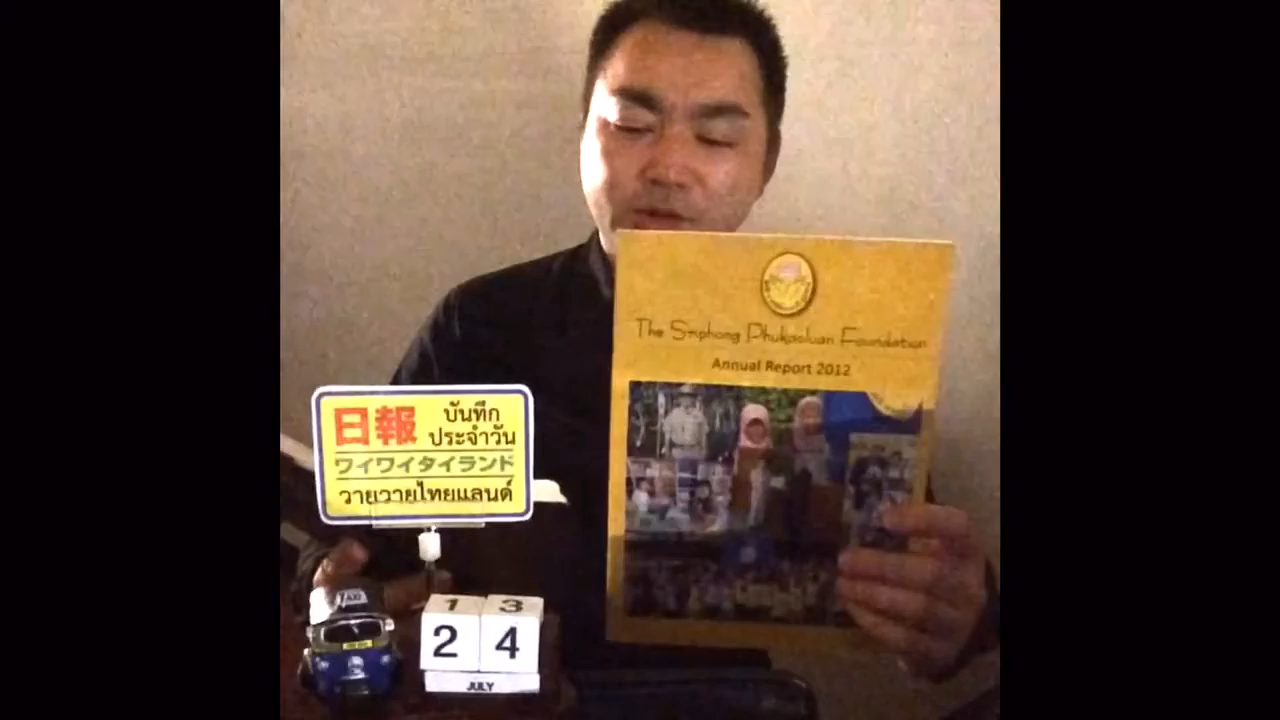 The Smphong Phukaoluan Foundation
Annual Report 2012
日報
บันทึก
ประจำวัน
ワイワイタイランド
วายวายไทยแลนด์
TAXI
1 3
2 4
JULY